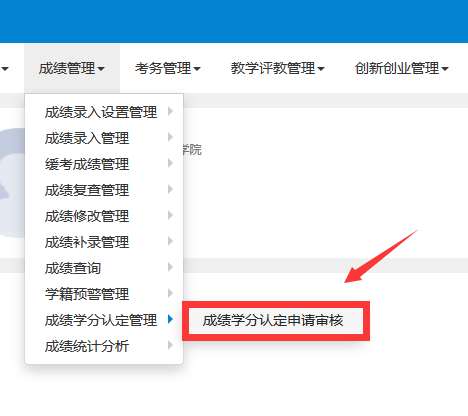 成绩管理 考务管理 教学评教管理 创新创业管理
成绩录入设置管理
成绩录入管理
学院
缓考成绩管理
成绩复查管理
成绩修改管理
成绩补录管理
成绩查询
学籍预警管理
成绩学分认定管理 成绩学分认定申请审核
成绩统计分析